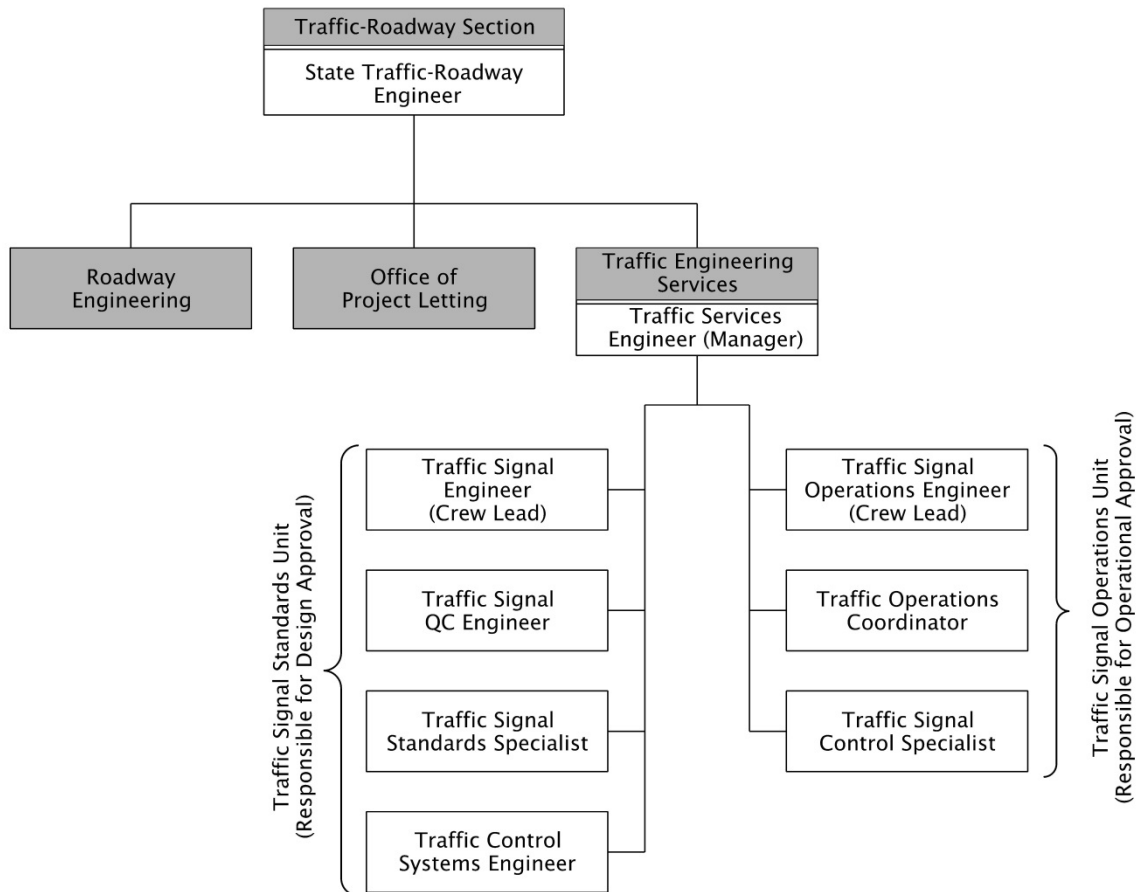 Traffic-Roadway Section
State Traffic-Roadway
Engineer
Roadway
Engineering
Office of
Project Letting
Traffic Engineering
Services
Traffic Services
Engineer (Manager)
Traffic Signal Standards Unit
(Responsible for Design Approval)
Traffic Signal
Engineer
(Crew Lead)
Traffic Signal
QC Engineer
Traffic Signal
Standards Specialist
Traffic Control
Systems Engineer
Traffic Signal
Operations Engineer
(Crew Lead)
Traffic Operations
Coordinator
Traffic Signal
Control Specialist
Traffic Signal Operations Unit
(Responsible for Operational Approval)